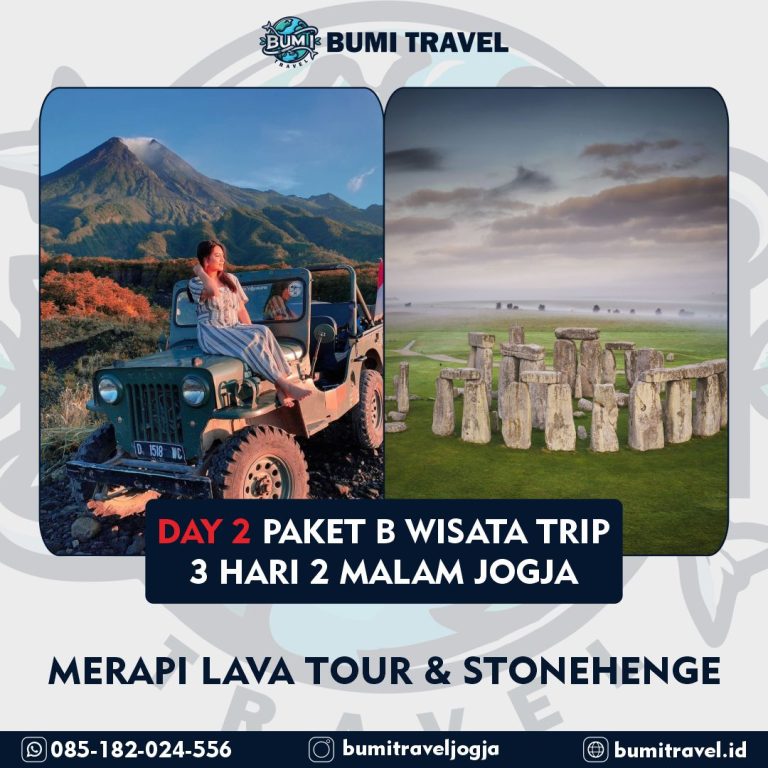 BUMI
TRAVEL
BUMI TRAVEL
D 1518 WC
DAY 2 PAKET B WISATA TRIP
3 HARI 2 MALAM JOGJA
MERAPI LAVA TOUR & STONEHENGE
TRAVEL
085-182-024-556
bumitraveljogja
bumitravel.id